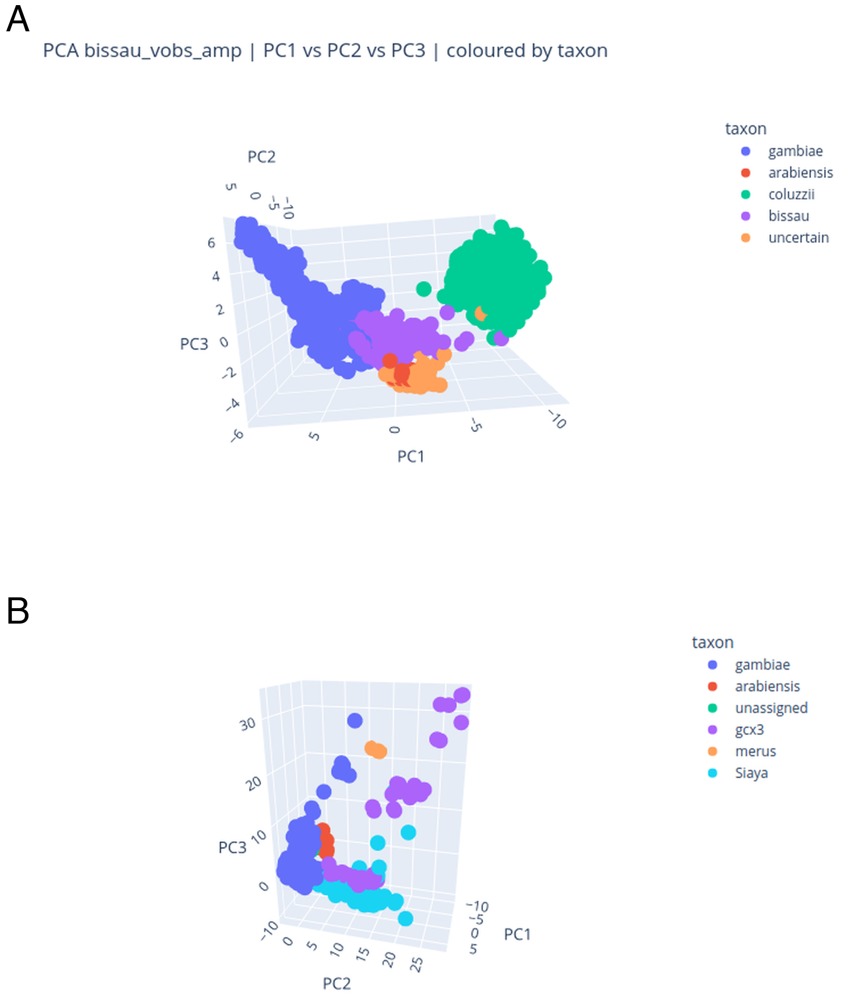 A
PCA bissau_vobs_amp | PC1 vs PC2 vs PC3 | coloured by taxon
taxon
gambiae
arabiensis
coluzzii
bissau
uncertain
PC2
5
0
−5
−10
6
4
2
PC3
0
−2
−4
−6
5
0
−5
−10
PC1
B
taxon
gambiae
arabiensis
unassigned
gcx3
merus
Siaya
30
20
10
PC3
0
−10
0
5
10
15
20
25
PC2
−10
−5
0
5
PC1